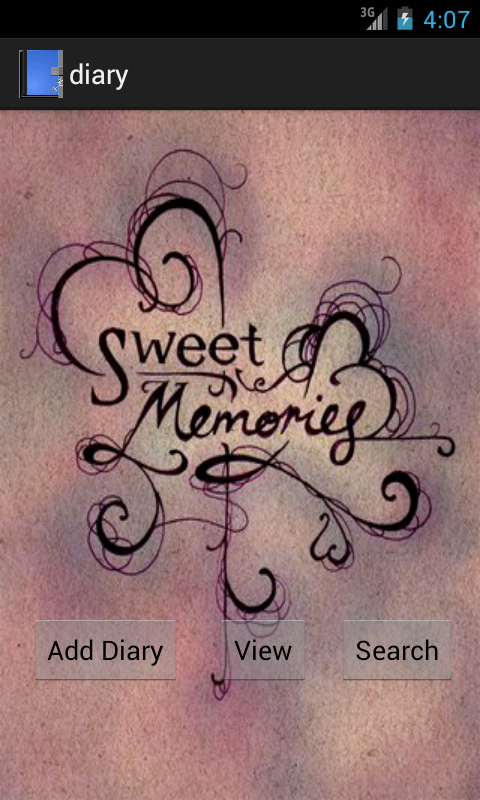 3G 4:07
diary
Sweet
Memories
Add Diary View Search